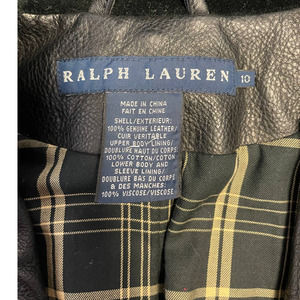 RALPH LAUREN
10
MADE IN CHINA
FAIT EN CHINE
SHELL/EXTERIEUR:
100% GENUINE LEATHER/
CUIR VERITABLE
UPPER BODY LINING/
DOUBLURE HAUT DU CORPS:
100% COTTON/COTON
LOWER BODY AND
SLEEVE LINING/
DOUBLURE BAS DU CORPS
& DES MANCHES:
100% VISCOSE/VISCOSE